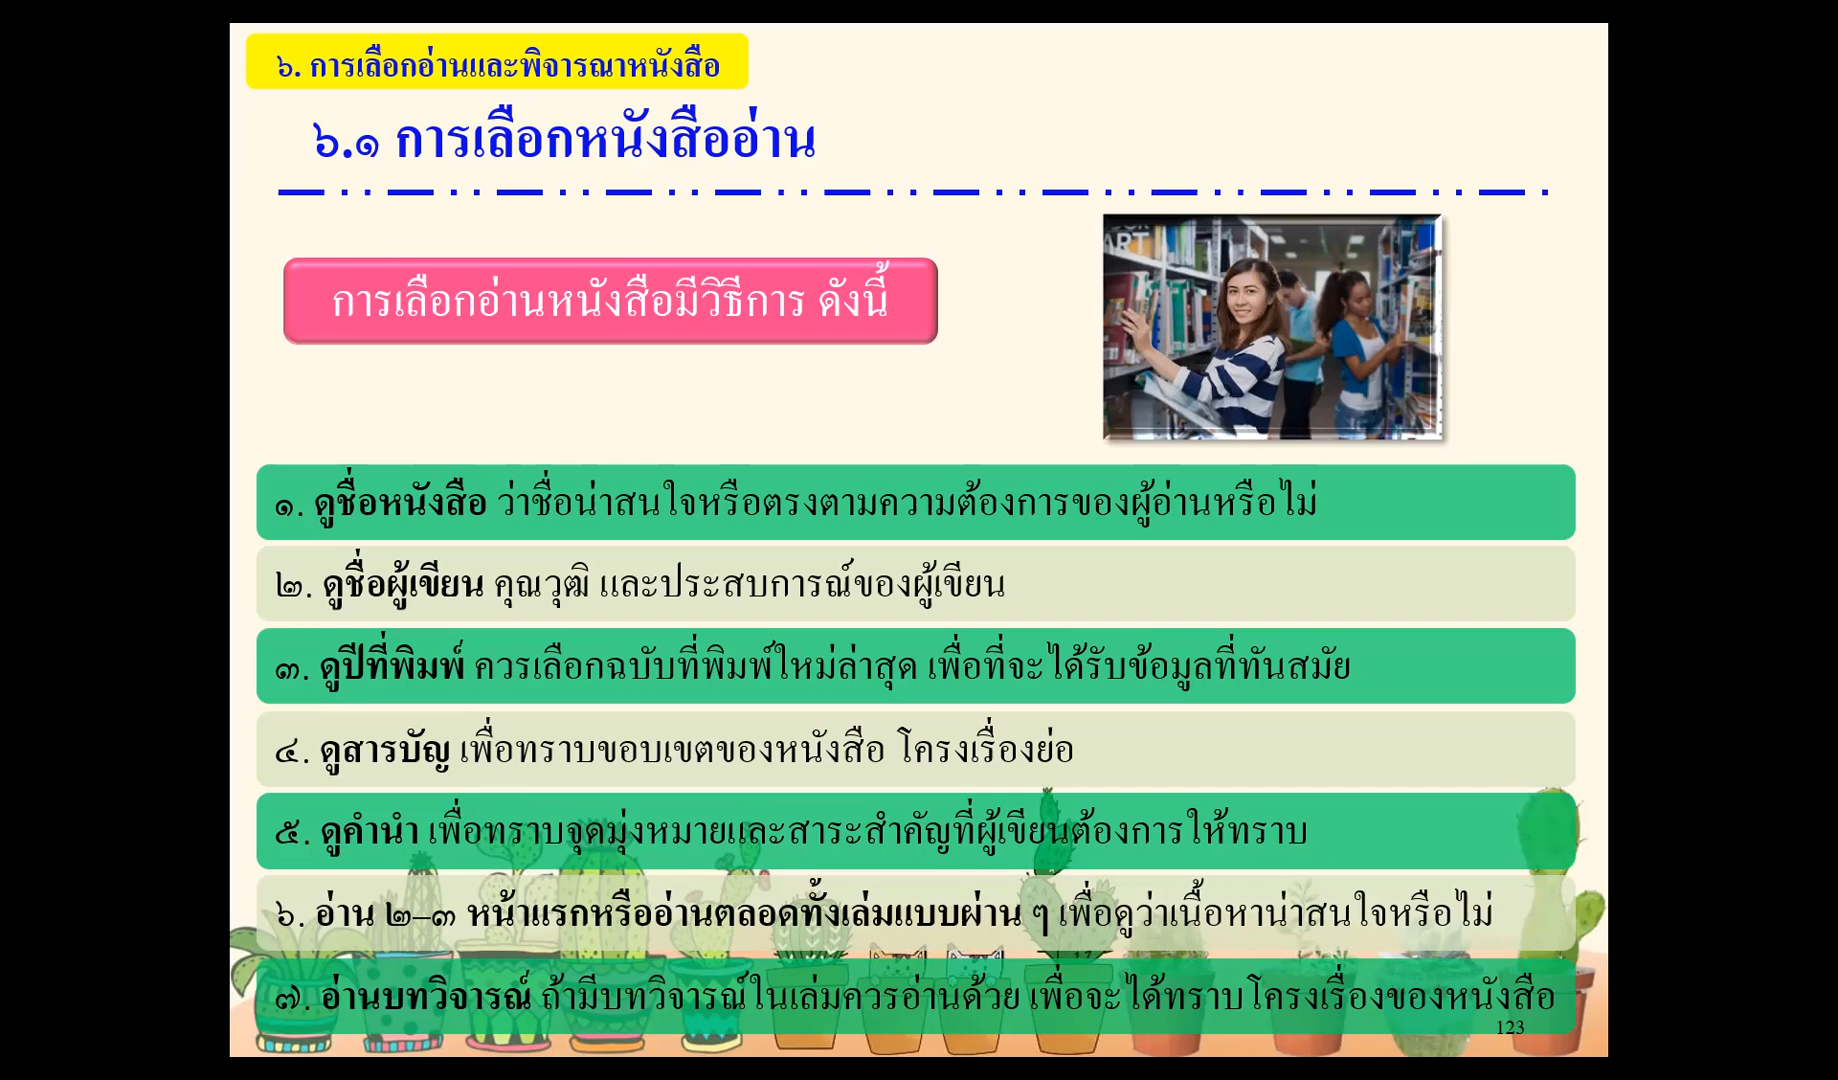 ๖. การเลือกอ่านและพิจารณาหนังสือ
๖.๑ การเลือกหนังสืออ่าน
การเลือกอ่านหนังสือมีวิธีการ ดังนี้
ART
๑. ดูชื่อหนังสือ ว่าชื่อน่าสนใจหรือตรงตามความต้องการของผู้อ่านหรือไม่
๒. ดูชื่อผู้เขียน คุณวุฒิ และประสบการณ์ของผู้เขียน
๓. ดูปีที่พิมพ์ ควรเลือกฉบับที่พิมพ์ใหม่ล่าสุด เพื่อที่จะได้รับข้อมูลที่ทันสมัย
๔. ดูสารบัญ เพื่อทราบขอบเขตของหนังสือ โครงเรื่องย่อ
๕. ดูคำนำ เพื่อทราบจุดมุ่งหมายและสาระสำคัญที่ผู้เขียนต้องการให้ทราบ
๖. อ่าน ๒–๓ หน้าแรกหรืออ่านตลอดทั้งเล่มแบบผ่าน ๆ เพื่อดูว่าเนื้อหาน่าสนใจหรือไม่
๗. อ่านบทวิจารณ์ ถ้ามีบทวิจารณ์ในเล่มควรอ่านด้วย เพื่อจะได้ทราบโครงเรื่องของหนังสือ
123